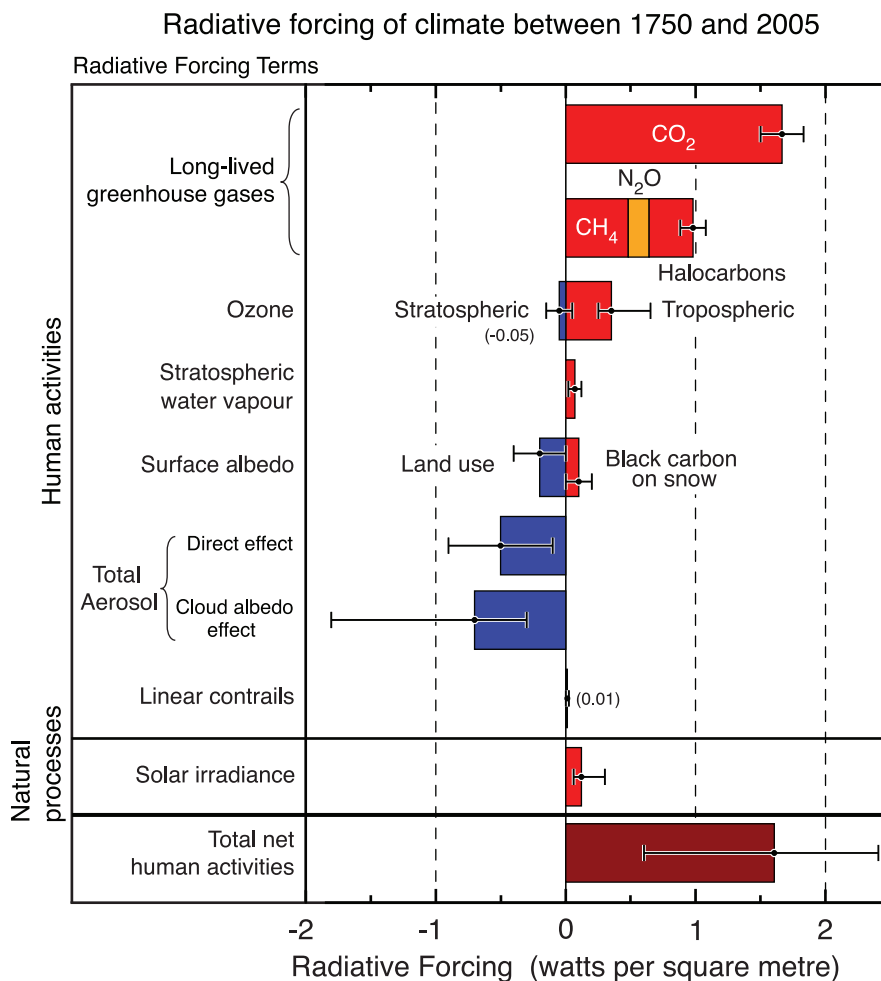 Radiative forcing of climate between 1750 and 2005
Radiative Forcing Terms
Human activities
Long-lived
greenhouse gases
CO2
N2O
CH4
Halocarbons
Ozone
Stratospheric
(-0.05)
Tropospheric
Stratospheric
water vapour
Surface albedo
Land use
Black carbon
on snow
Total
Aerosol
Direct effect
Cloud albedo
effect
Linear contrails
(0.01)
Natural
processes
Solar irradiance
Total net
human activities
-2 -1 0 1 2
Radiative Forcing (watts per square metre)